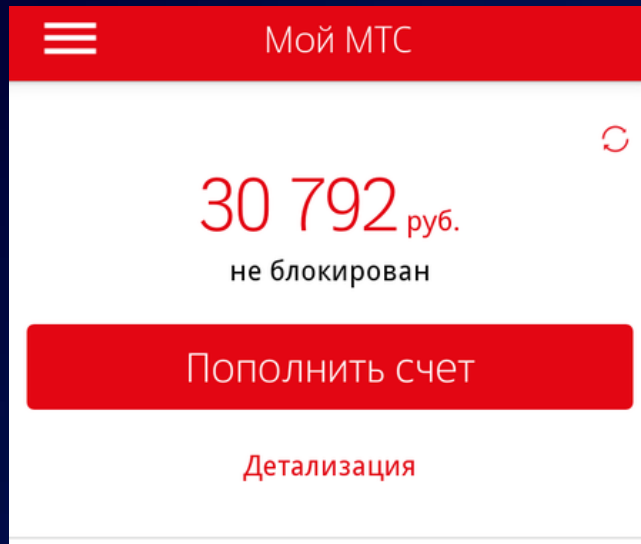 Мой МТС
30 792 руб.
не блокирован
Пополнить счет
Детализация